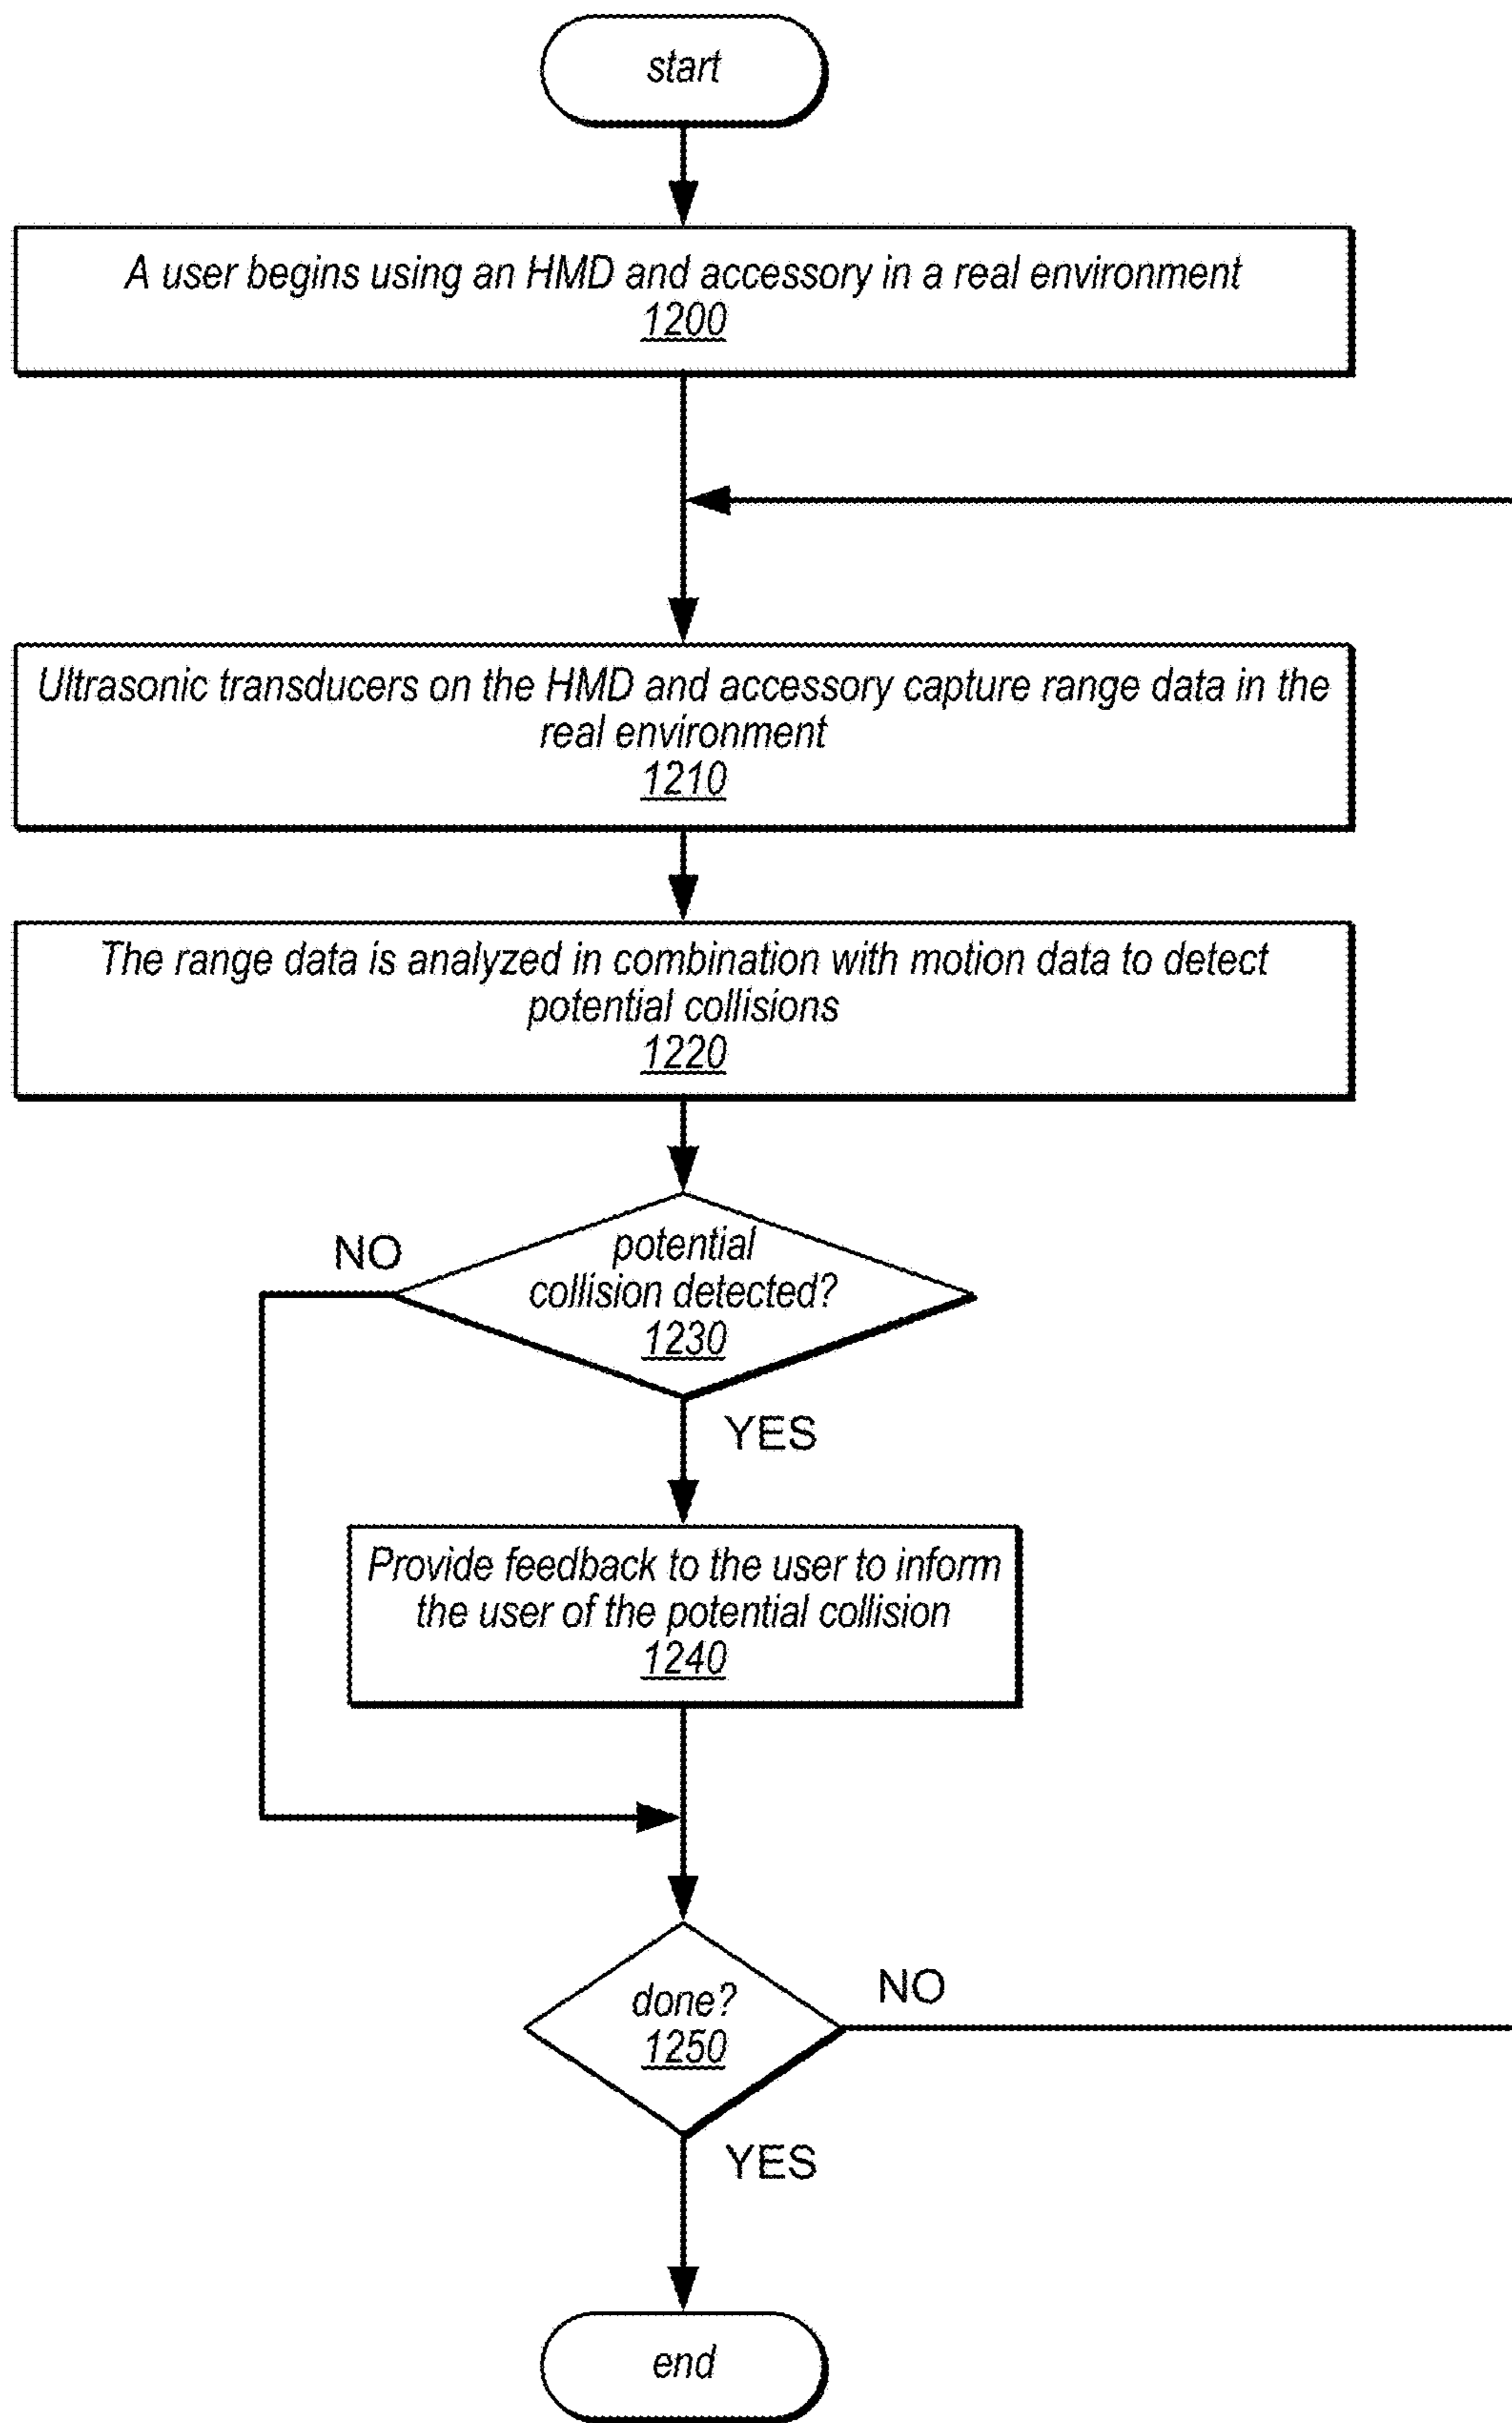 start
A user begins using an HMD and accessory in a real environment
1200
Ultrasonic transducers on the HMD and accessory capture range data in the
real environment
1210
The range data is analyzed in combination with motion data to detect
potential collisions
1220
NO
potential
collision detected?
1230
YES
Provide feedback to the user to inform
the user of the potential collision
1240
done?
1250
NO
YES
end